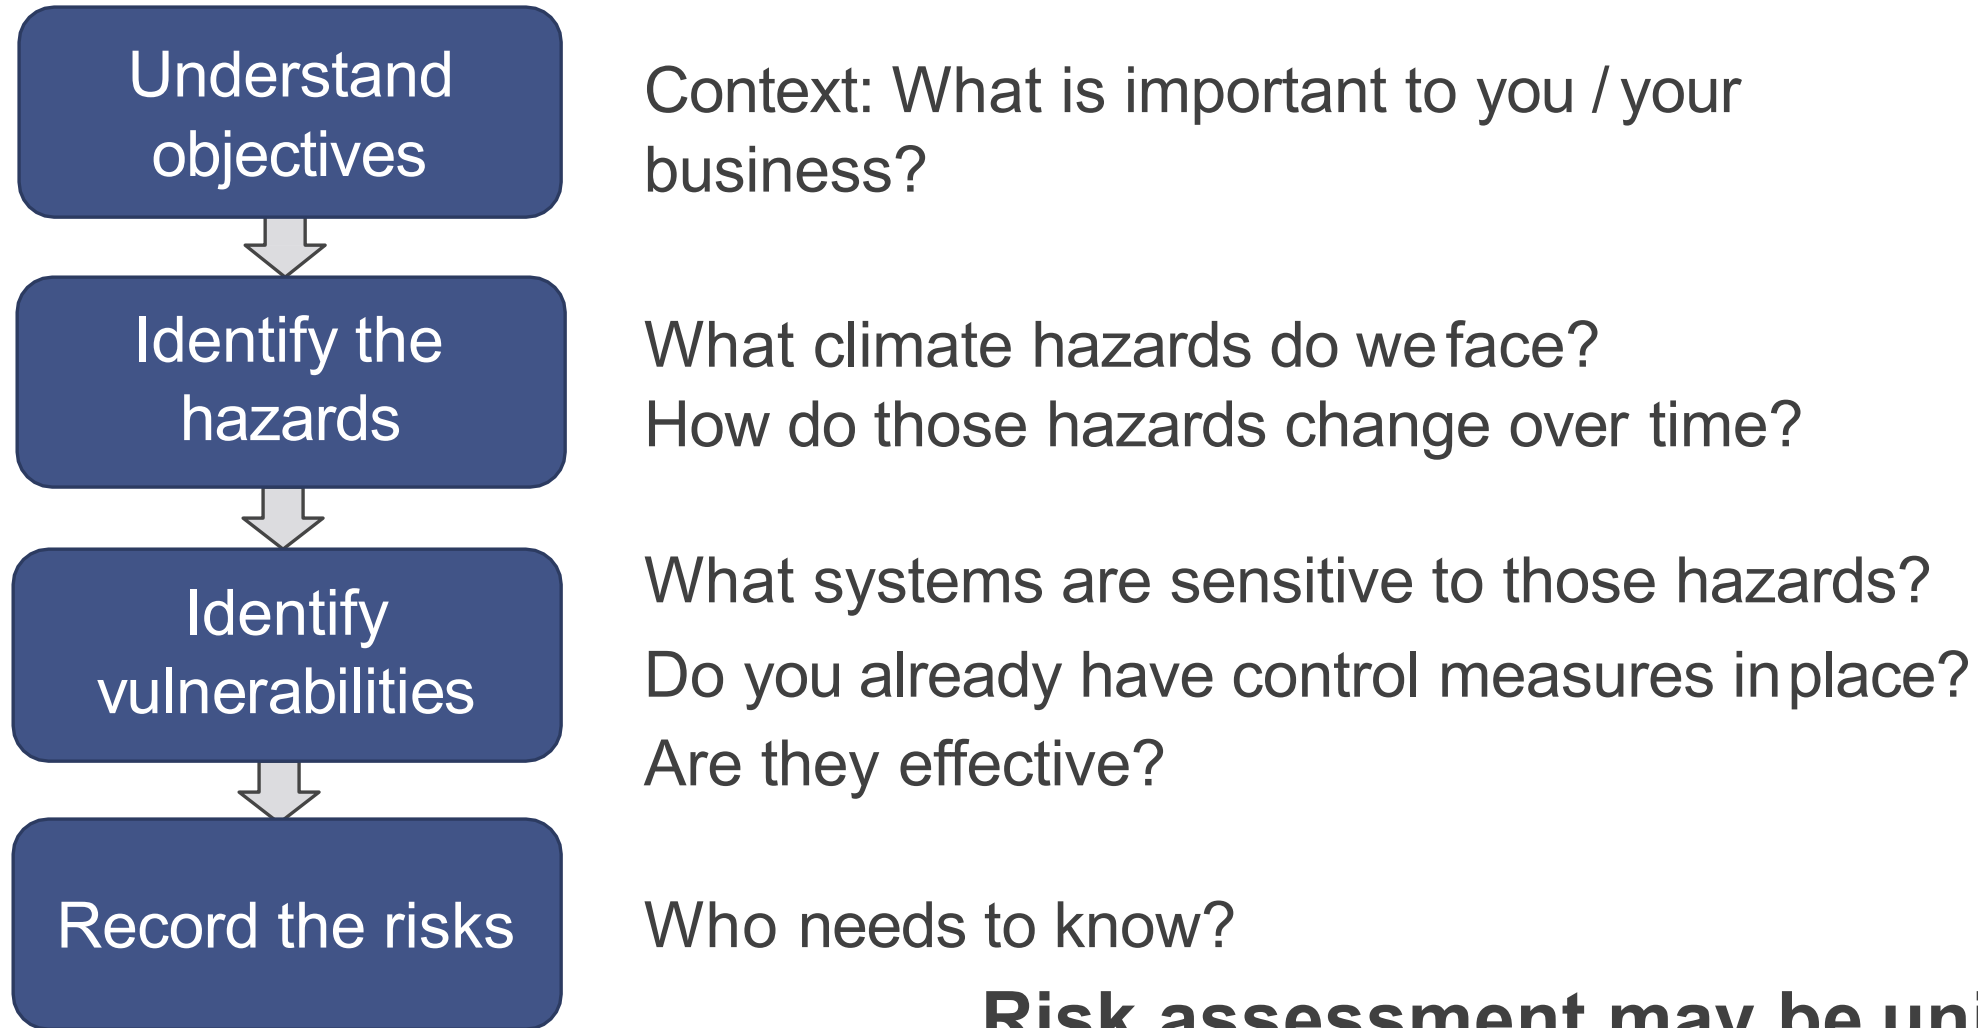 Understand
objectives
Context: What is important to you / your
business?
Identify the
hazards
What climate hazards do we face?
How do those hazards change over time?
Identify
vulnerabilities
What systems are sensitive to those hazards?
Do you already have control measures in place?
Are they effective?
Record the risks
Who needs to know?
Risk assessment may be